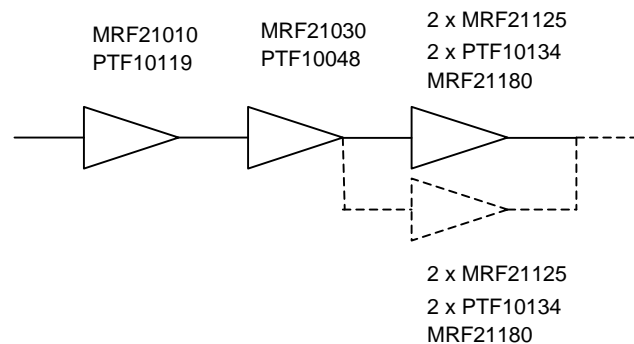 MRF21010
PTF10119
MRF21030
PTF10048
2 x MRF21125
2 x PTF10134
MRF21180
2 x MRF21125
2 x PTF10134
MRF21180